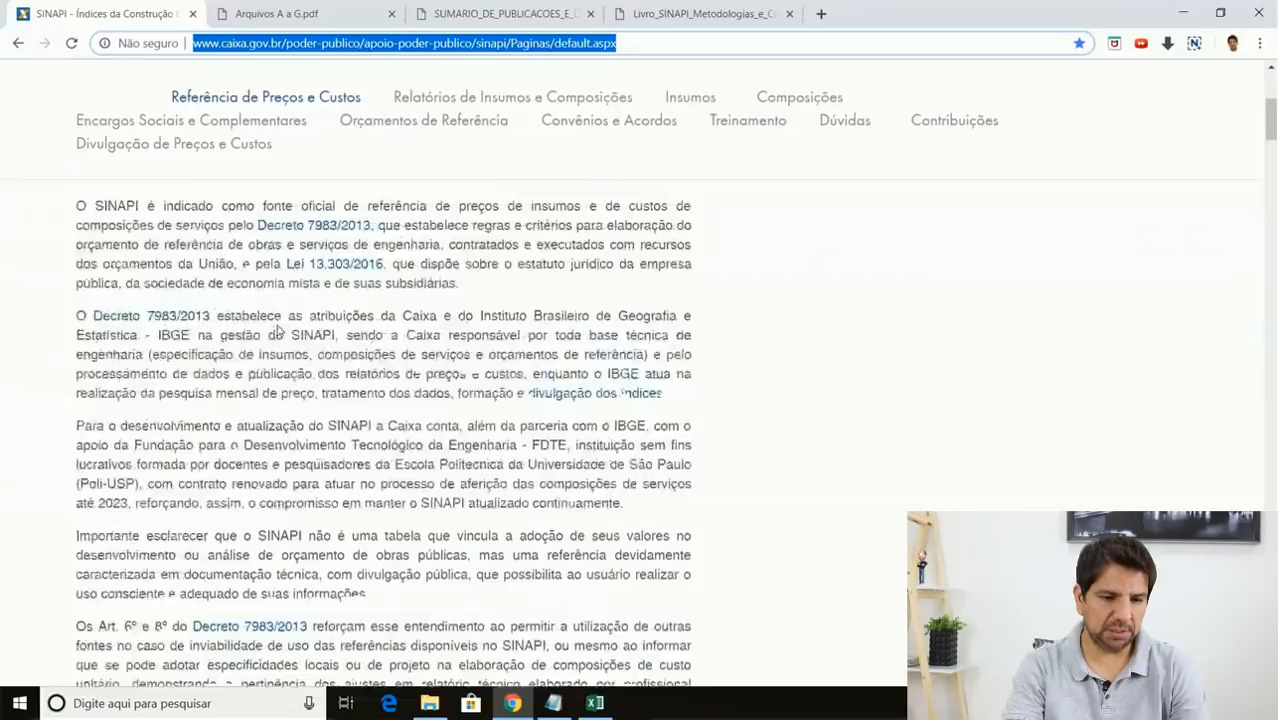 SINAPI - Índices da Construção C
Arquivos A a G.pdf
SUMARIO_DE_PUBLICACOES_E_D
Livro_SINAPI_Metodologias_e_Co
Não seguro
www.caixa.gov.br/poder-publico/apoio-poder-publico/sinapi/Paginas/default.aspx
Referência de Preços e Custos Relatórios de Insumos e Composições Insumos Composições
Encargos Sociais e Complementares Orçamentos de Referência Convênios e Acordos Treinamento Dúvidas Contribuições
Divulgação de Preços e Custos
O SINAPI é indicado como fonte oficial de referência de preços de insumos e de custos de
composições de serviços pelo Decreto 7983/2013, que estabelece regras e critérios para elaboração do
orçamento de referência de obras e serviços de engenharia, contratados e executados com recursos
dos orçamentos da União, e pela Lei 13.303/2016, que dispõe sobre o estatuto jurídico da empresa
pública, da sociedade de economia mista e de suas subsidiárias.
O Decreto 7983/2013 estabelece as atribuições da Caixa e do Instituto Brasileiro de Geografia e
Estatística - IBGE na gestão do SINAPI, sendo a Caixa responsável por toda base técnica de
engenharia (especificação de insumos, composições de serviços e orçamentos de referência) e pelo
processamento de dados e publicação dos relatórios de preços e custos, enquanto o IBGE atua na
realização da pesquisa mensal de preço, tratamento dos dados, formação e divulgação dos índices
Para o desenvolvimento e atualização do SINAPI a Caixa conta, além da parceria com o IBGE, com o
apoio da Fundação para o Desenvolvimento Tecnológico da Engenharia - FDTE, instituição sem fins
lucrativos formada por docentes e pesquisadores da Escola Politecnica da Universidade de São Paulo
(Poli-USP), com contrato renovado para atuar no processo de aferição das composições de serviços
até 2023, reforçando, assim, o compromisso em manter o SINAPI atualizado continuamente.
Importante esclarecer que o SINAPI não é uma tabela que vincula a adoção de seus valores no
desenvolvimento ou análise de orçamento de obras públicas, mas uma referência devidamente
caracterizada em documentação técnica, com divulgação pública, que possibilita ao usuário realizar o
uso consciente e adequado de suas informações.
Os Art. 6º e 8º do Decreto 7983/2013 reforçam esse entendimento ao permitir a utilização de outras
fontes no caso de inviabilidade de uso das referências disponíveis no SINAPI, ou mesmo ao informar
que se pode adotar especificidades locais ou de projeto na elaboração de composições de custo
unitário, demonstrando a pertinência dos ajustes em relatório técnico elaborado por profissional
Digite aqui para pesquisar